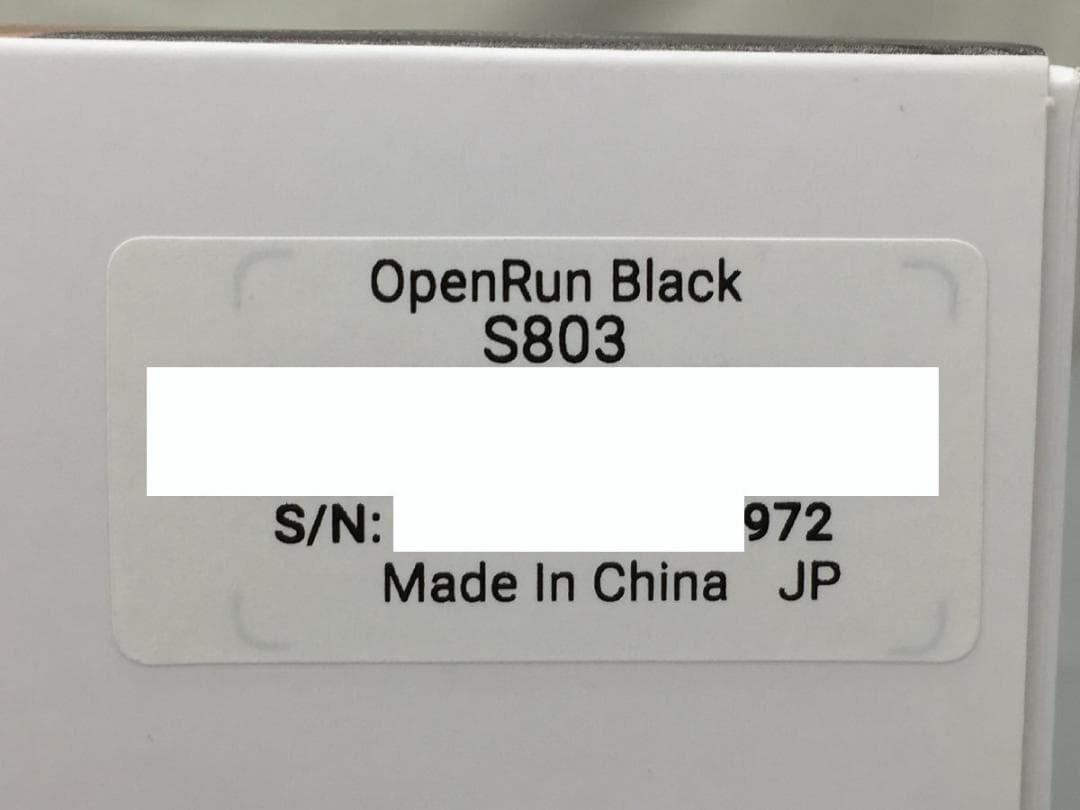 OpenRun Black
S803
S/N: 972
Made In China JP